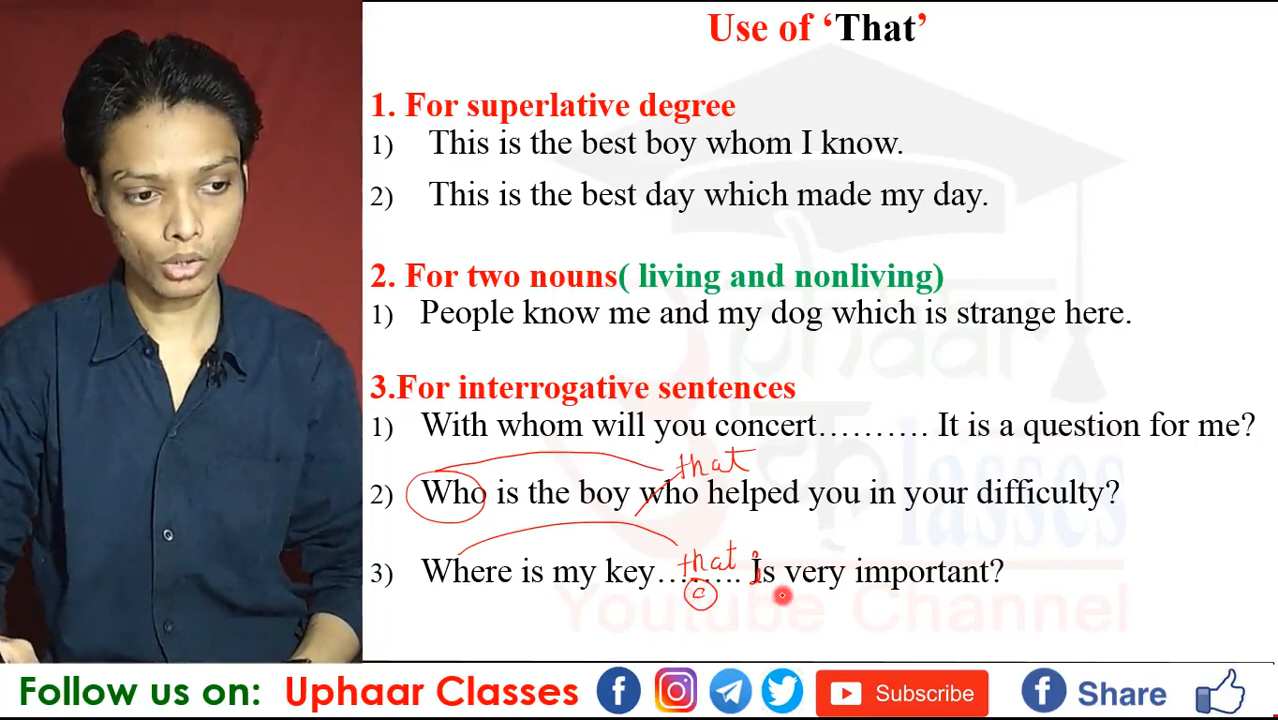 Use of ‘That’
1. For superlative degree
1) This is the best boy whom I know.
2) This is the best day which made my day.
2. For two nouns( living and nonliving)
1) People know me and my dog which is strange here.
3.For interrogative sentences
1) With whom will you concert………. It is a question for me?
that
2) Who is the boy who helped you in your difficulty?
that
3) Where is my key…….. Is very important?
Youtube Channel
Follow us on: Uphaar Classes Subscribe Share